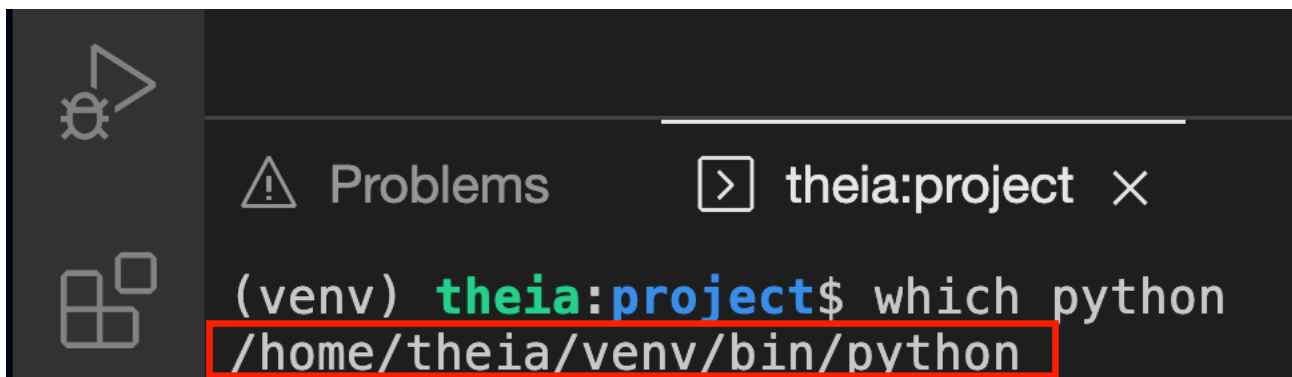 Problems theia:project
(venv) theia:project$ which python
/home/theia/venv/bin/python